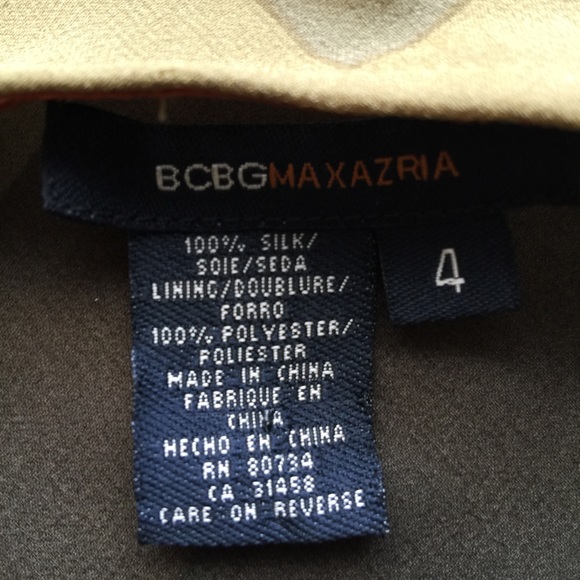 BCBGMAXAZRIA
4
100% SILK/
SOIE/SEDA
LINING/DOUBLURE/
FORRO
100% POLYESTER/
POLIESTER
MADE IN CHINA
FABRIQUE EN
CHINA
HECHO EN CHINA
RN 80734
CA 31458
CARE ON REVERSE